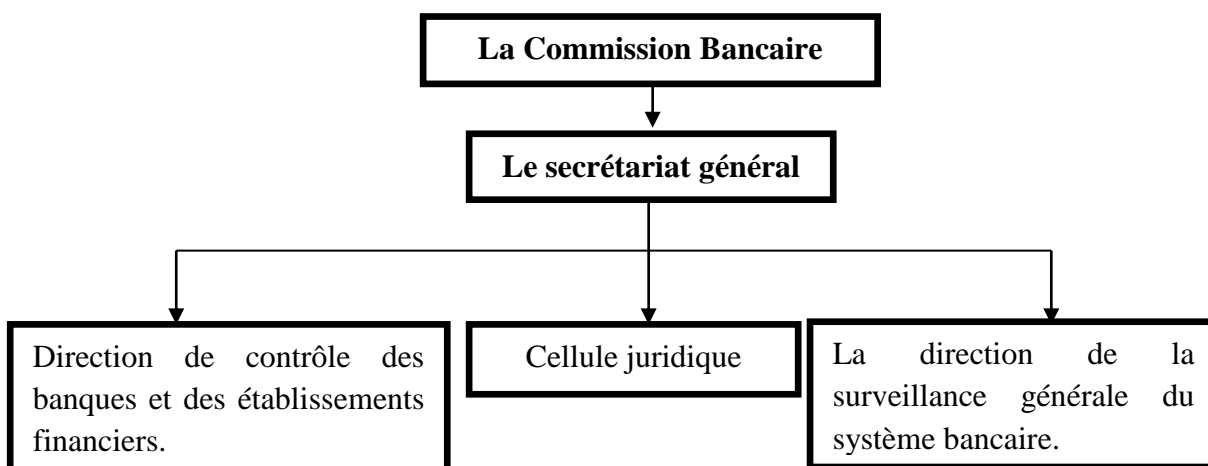 La Commission Bancaire
Le secrétariat général
Direction de contrôle des
banques et des établissements
financiers.
Cellule juridique
La direction de la
surveillance générale du
système bancaire.